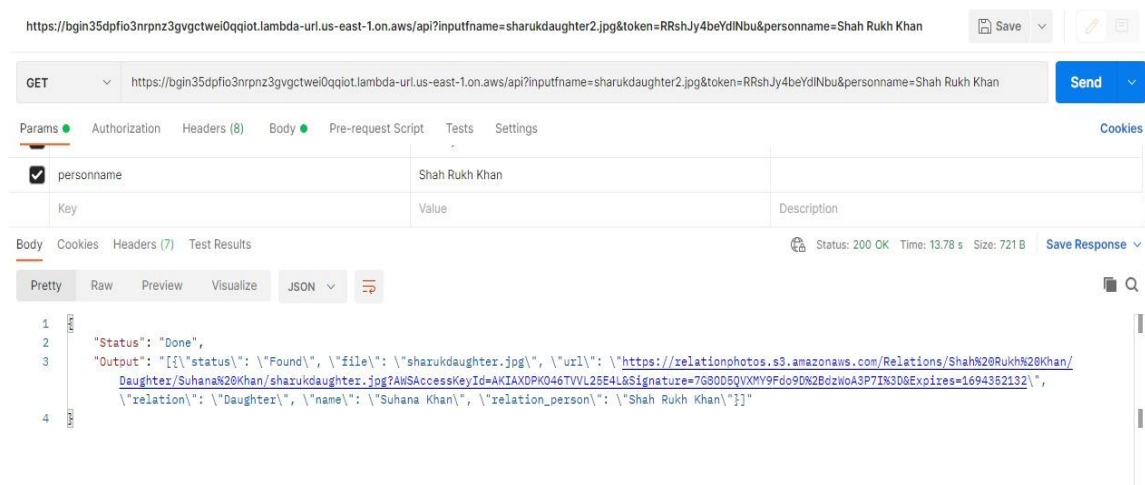 https://bgin35dpfio3nrpnz3gvgctwei0qqiot.lambda-url.us-east-1.on.aws/api?inputfname=sharukdaughter2.jpg&token=RRshJy4beYdlNbu&personname=Shah Rukh Khan
Save
GET
https://bgin35dpfio3nrpnz3gvgctwei0qqiot.lambda-url.us-east-1.on.aws/api?inputfname=sharukdaughter2.jpg&token=RRshJy4beYdlNbu&personname=Shah Rukh Khan
Send
Params Authorization Headers (8) Body Pre-request Script Tests Settings Cookies
personname Shah Rukh Khan
Key Value Description
Body Cookies Headers (7) Test Results Status: 200 OK Time: 13.78 s Size: 721 B Save Response
Pretty Raw Preview Visualize JSON
1 {
2 "Status": "Done",
3 "Output": "[{\"status\": \"Found\", \"file\": \"sharukdaughter.jpg\", \"url\": \"https://relationphotos.s3.amazonaws.com/Relations/Shah%20Rukh%20Khan/
Daughter/Suhana%20Khan/sharukdaughter.jpg?AWSAccessKeyId=AKIAXDPKO46TVVL25E4L&Signature=7G8OD5QVXMY9Fdo9D%2BdzWoA3P7I%3D&Expires=1694352132\",
\"relation\": \"Daughter\", \"name\": \"Suhana Khan\", \"relation_person\": \"Shah Rukh Khan\"}]"
4 }